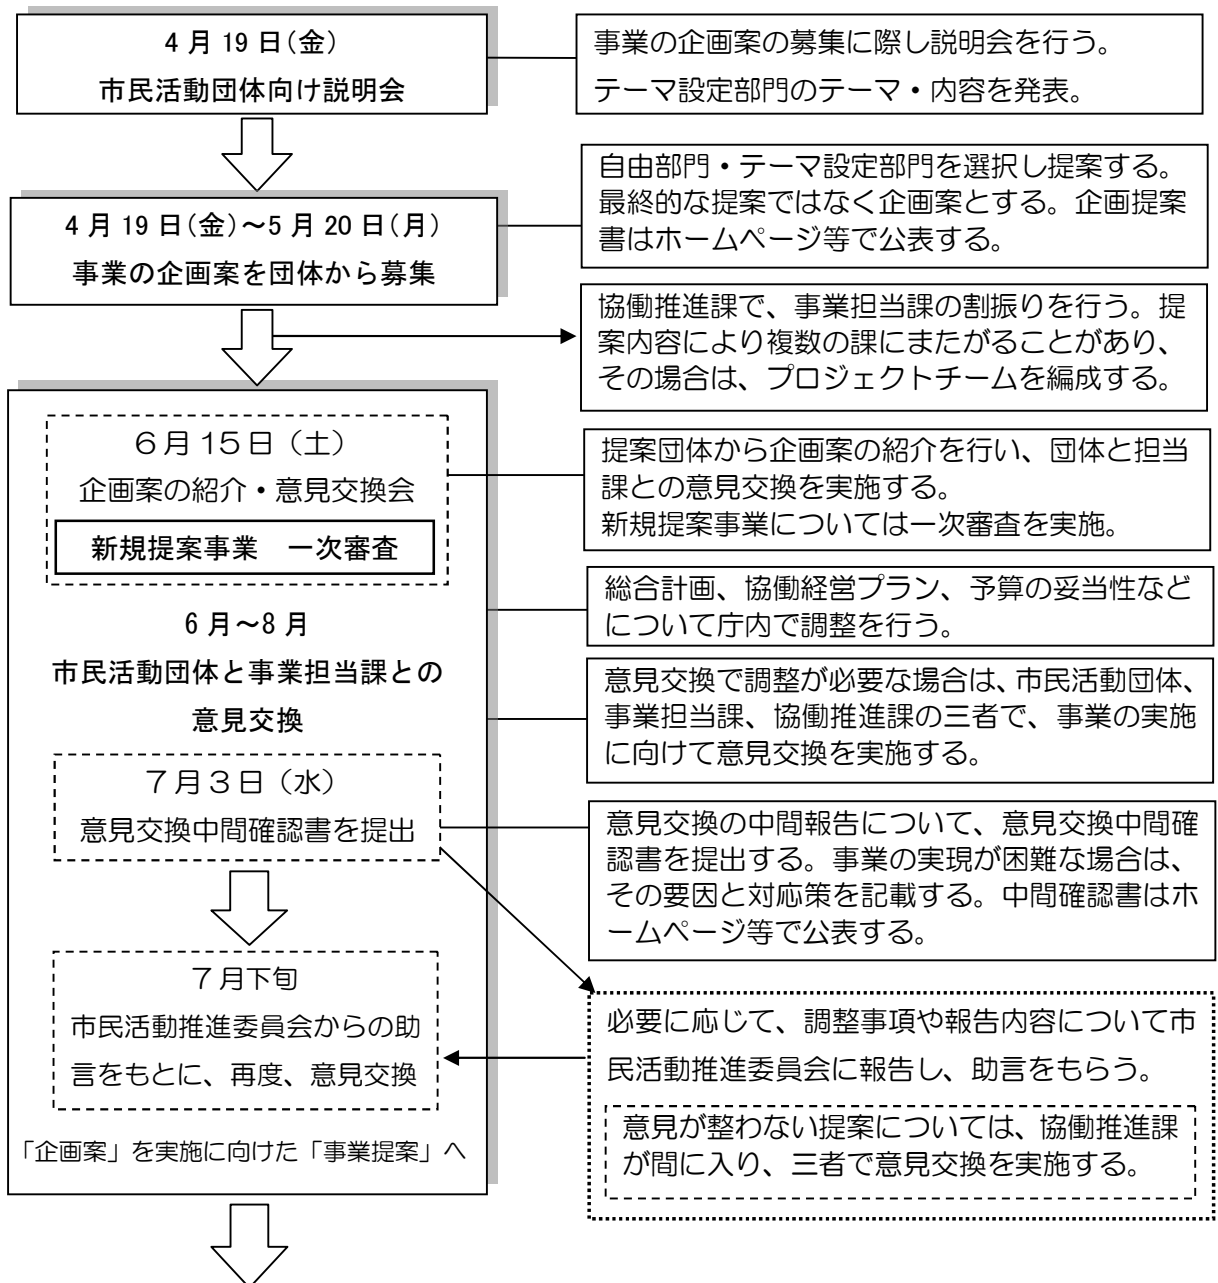 4月19日(金)
市民活動団体向け説明会
事業の企画案の募集に際し説明会を行う。
テーマ設定部門のテーマ・内容を発表。
4月19日(金)～5月20日(月)
事業の企画案を団体から募集
自由部門・テーマ設定部門を選択し提案する。
最終的な提案ではなく企画案とする。企画提案
書はホームページ等で公表する。
協働推進課で、事業担当課の割振りを行う。提
案内容により複数の課にまたがることがあり、
その場合は、プロジェクトチームを編成する。
6月15日（土）
企画案の紹介・意見交換会
新規提案事業　一次審査
提案団体から企画案の紹介を行い、団体と担当
課との意見交換を実施する。
新規提案事業については一次審査を実施。
6月～8月
市民活動団体と事業担当課との
意見交換
総合計画、協働経営プラン、予算の妥当性など
について庁内で調整を行う。
意見交換で調整が必要な場合は、市民活動団体、
事業担当課、協働推進課の三者で、事業の実施
に向けて意見交換を実施する。
7月3日（水）
意見交換中間確認書を提出
意見交換の中間報告について、意見交換中間確
認書を提出する。事業の実現が困難な場合は、
その要因と対応策を記載する。中間確認書はホ
ームページ等で公表する。
7月下旬
市民活動推進委員会からの助
言をもとに、再度、意見交換
必要に応じて、調整事項や報告内容について市
民活動推進委員会に報告し、助言をもらう。
意見が整わない提案については、協働推進課
が間に入り、三者で意見交換を実施する。
「企画案」を実施に向けた「事業提案」へ